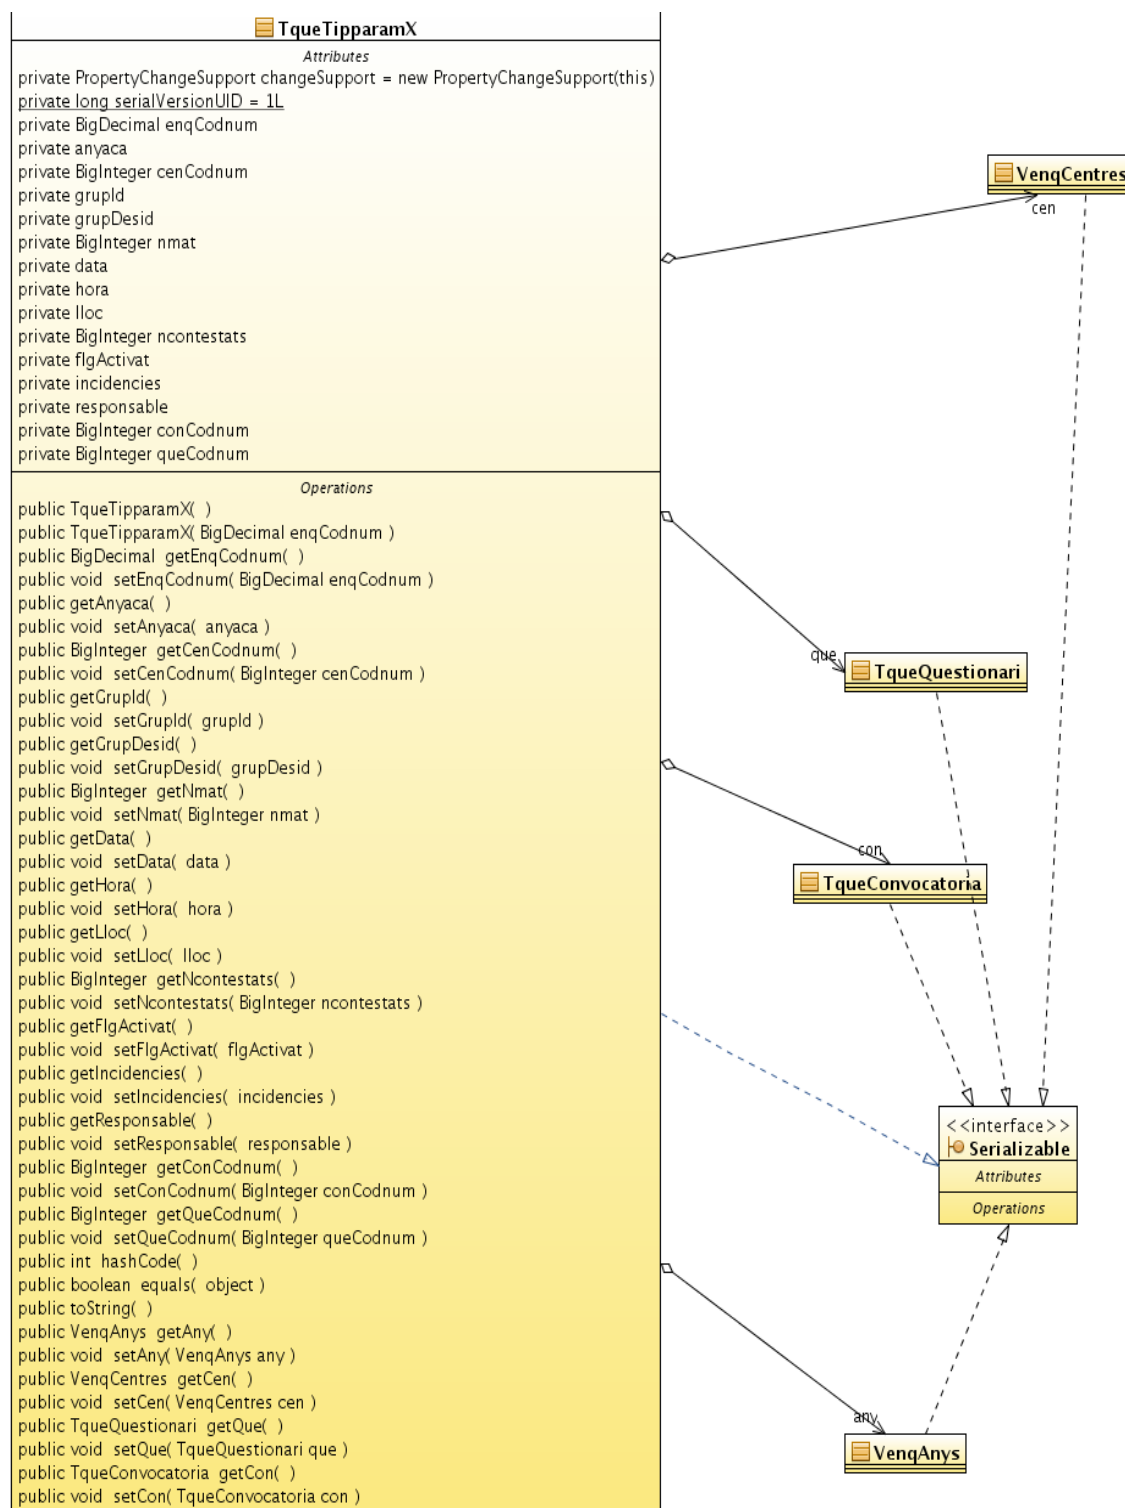 TqueTipparamX
Attributes
private PropertyChangeSupport changeSupport = new PropertyChangeSupport(this)
private long serialVersionUID = 1L
private BigDecimal enqCodnum
private anyaca
private BigInteger cenCodnum
private grupId
private grupDesid
private BigInteger nmat
private data
private hora
private lloc
private BigInteger ncontestats
private flgActivat
private incidencies
private responsable
private BigInteger conCodnum
private BigInteger queCodnum
Operations
public TqueTipparamX( )
public TqueTipparamX( BigDecimal enqCodnum )
public BigDecimal getEnqCodnum( )
public void setEnqCodnum( BigDecimal enqCodnum )
public getAnyaca( )
public void setAnyaca( anyaca )
public BigInteger getCenCodnum( )
public void setCenCodnum( BigInteger cenCodnum )
public getGrupId( )
public void setGrupId( grupId )
public getGrupDesid( )
public void setGrupDesid( grupDesid )
public BigInteger getNmat( )
public void setNmat( BigInteger nmat )
public getData( )
public void setData( data )
public getHora( )
public void setHora( hora )
public getLloc( )
public void setLloc( lloc )
public BigInteger getNcontestats( )
public void setNcontestats( BigInteger ncontestats )
public getFlgActivat( )
public void setFlgActivat( flgActivat )
public getIncidencies( )
public void setIncidencies( incidencies )
public getResponsable( )
public void setResponsable( responsable )
public BigInteger getConCodnum( )
public void setConCodnum( BigInteger conCodnum )
public BigInteger getQueCodnum( )
public void setQueCodnum( BigInteger queCodnum )
public int hashCode( )
public boolean equals( object )
public toString( )
public VenqAnys getAny( )
public void setAny( VenqAnys any )
public VenqCentres getCen( )
public void setCen( VenqCentres cen )
public TqueQuestionari getQue( )
public void setQue( TqueQuestionari que )
public TqueConvocatoria getCon( )
public void setCon( TqueConvocatoria con )
VenqCentres
cen
que
TqueQuestionari
con
TqueConvocatoria
<<interface>>
Serializable
Attributes
Operations
any
VenqAnys